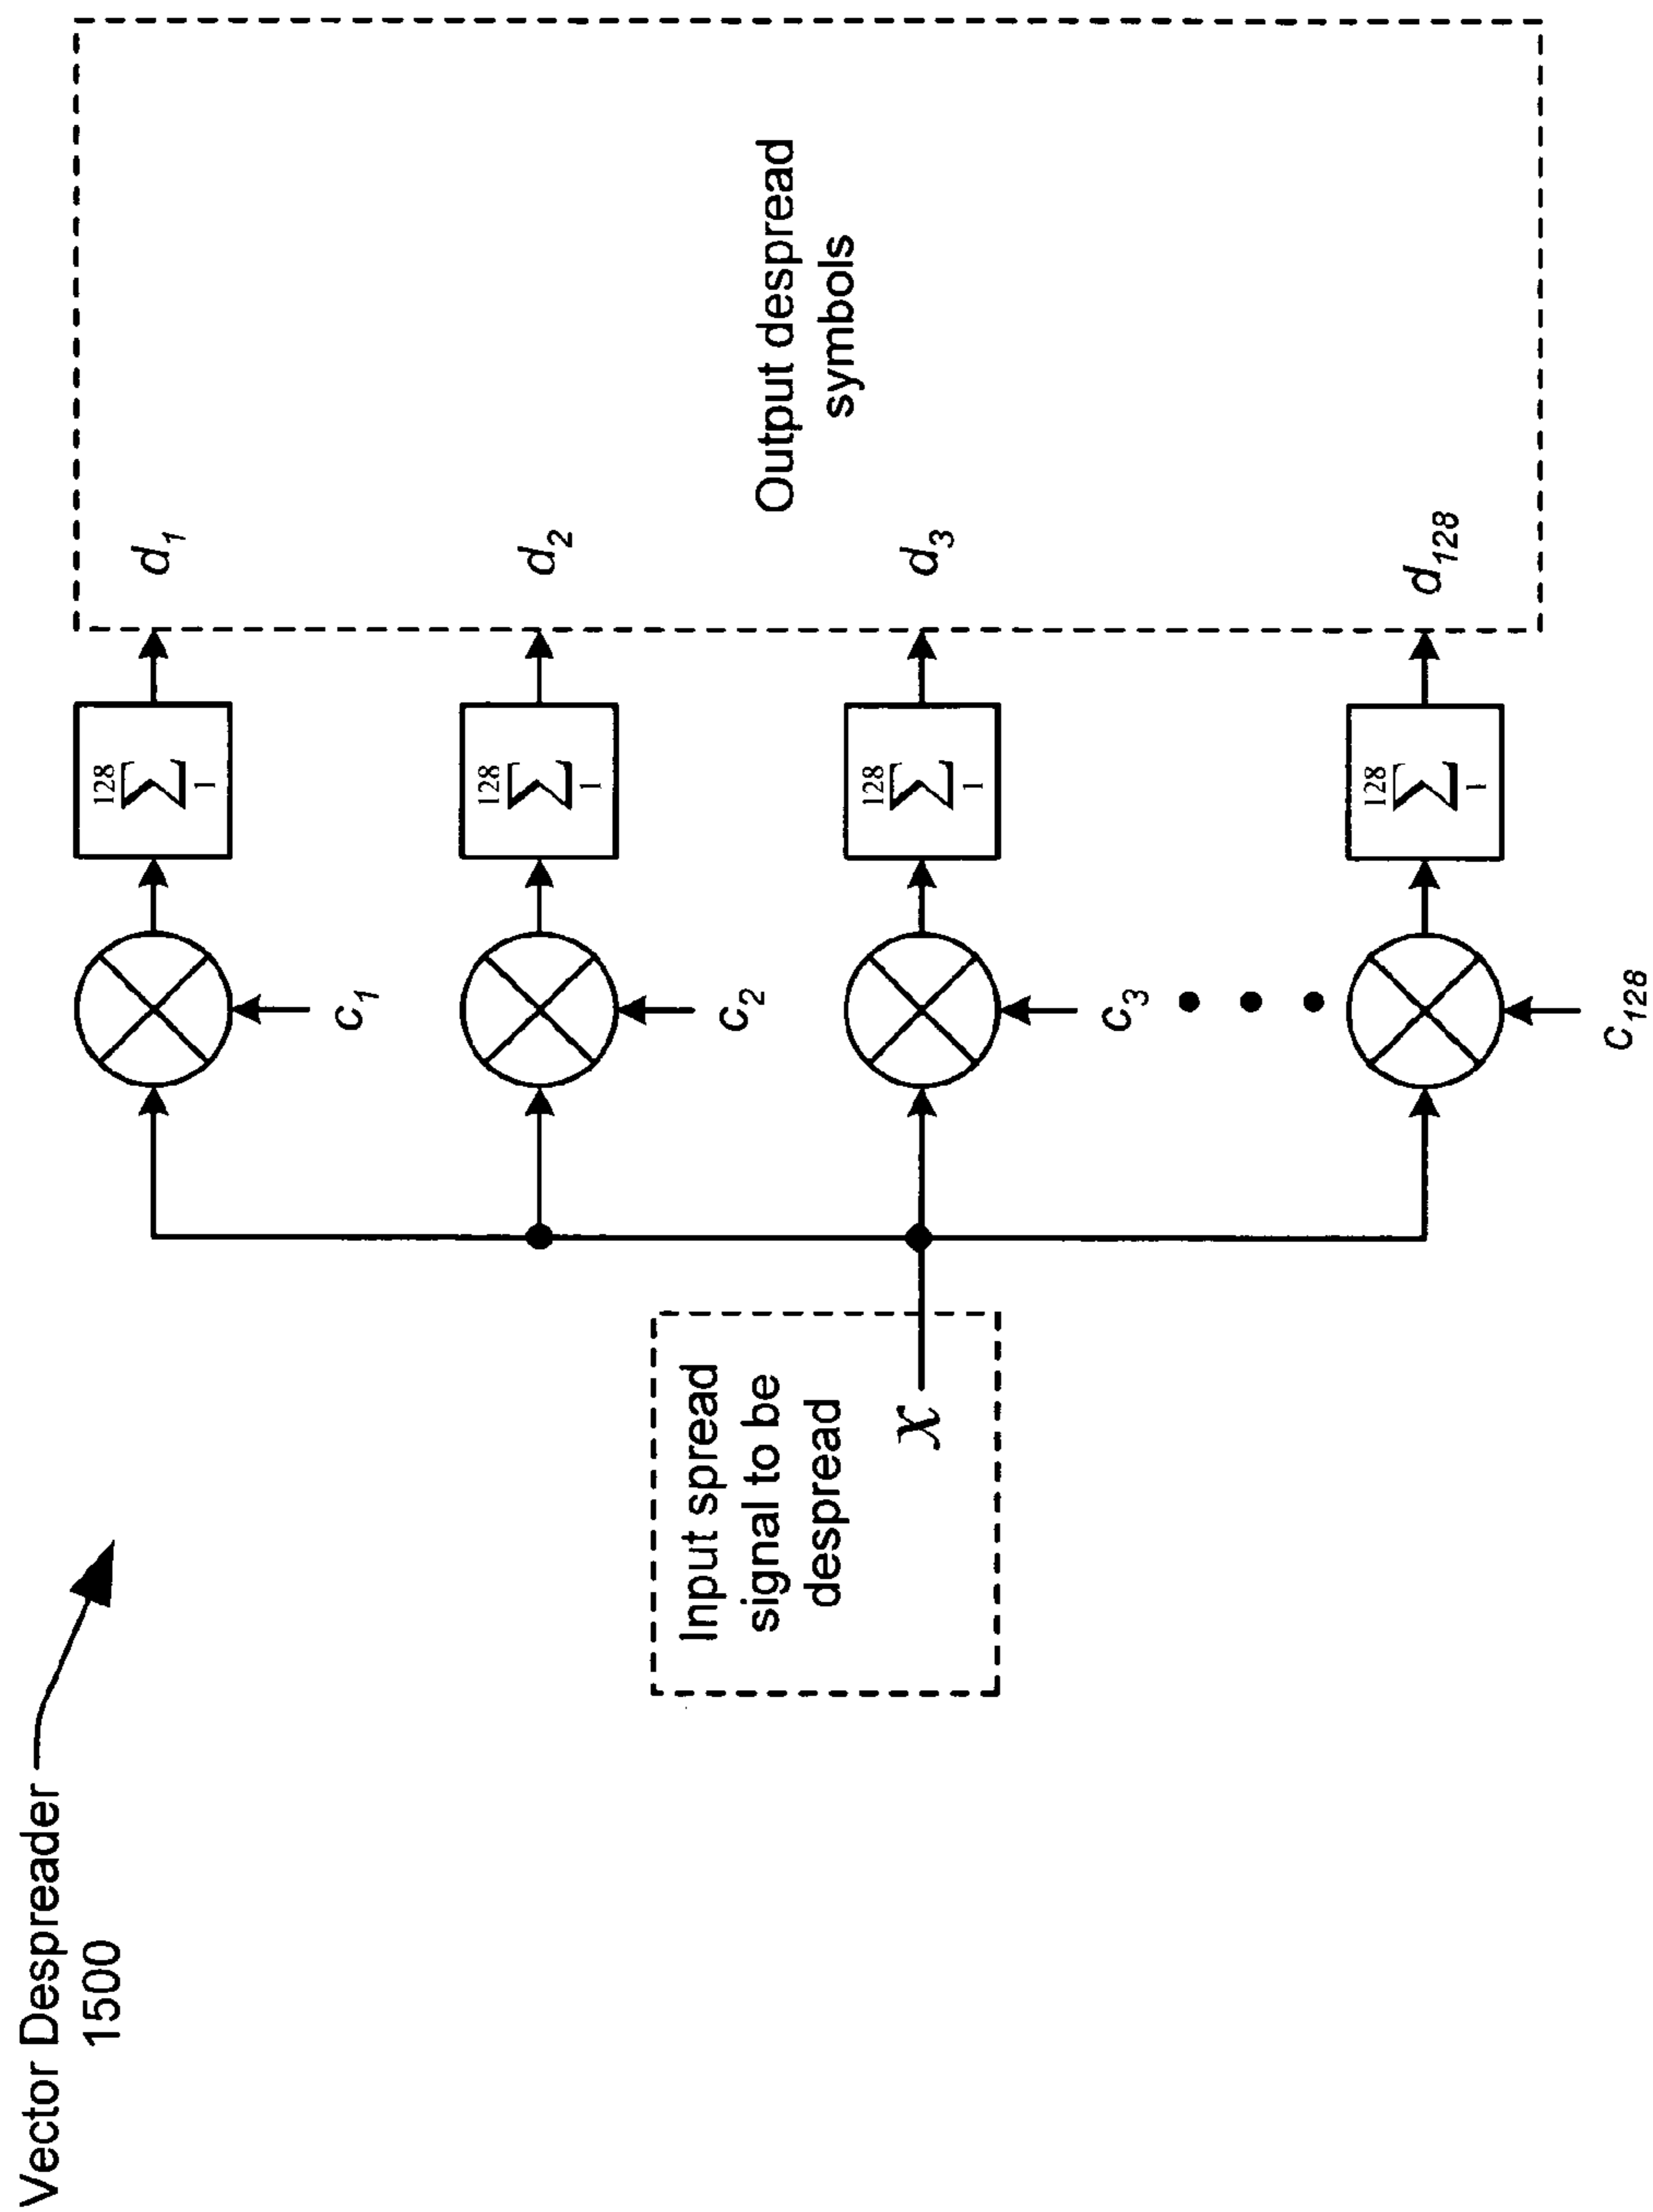 Vector Despreader
1500
Input spread
signal to be
despread
x
c1
c2
c3
c128
128
∑
1
128
∑
1
128
∑
1
128
∑
1
d1
d2
d3
d128
Output despread
symbols